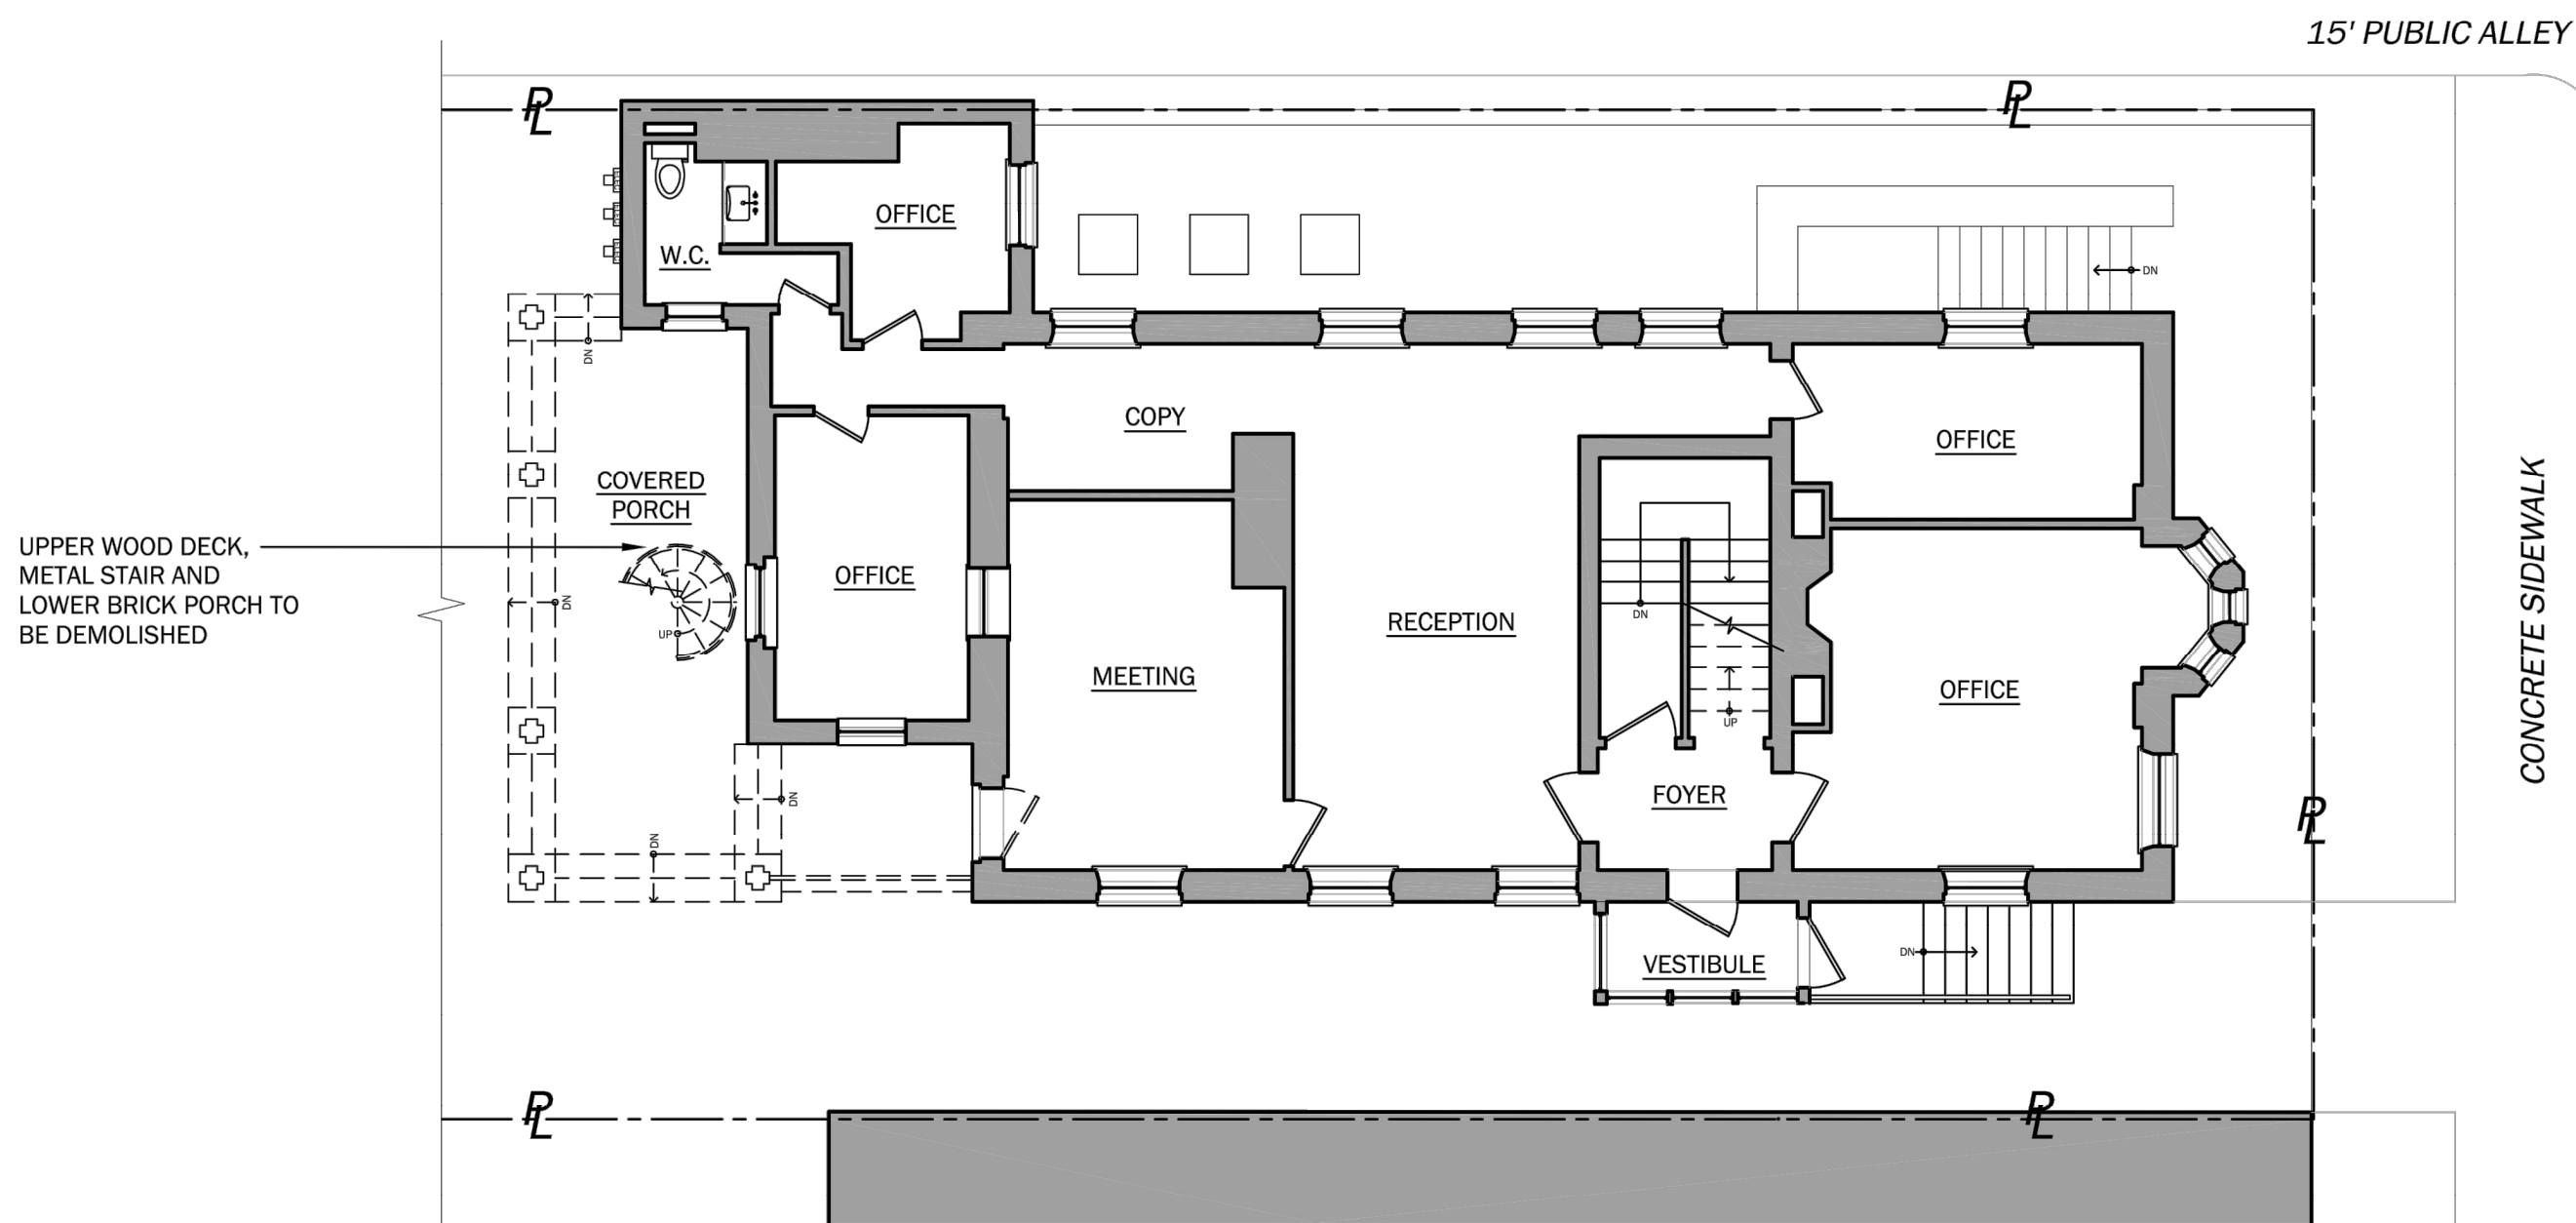 15' PUBLIC ALLEY
PL
PL
OFFICE
W.C.
DN
DN
COPY
OFFICE
COVERED
PORCH
UPPER WOOD DECK,
METAL STAIR AND
LOWER BRICK PORCH TO
BE DEMOLISHED
DN
UP
OFFICE
MEETING
RECEPTION
DN
UP
OFFICE
CONCRETE SIDEWALK
FOYER
DN
DN
PL
VESTIBULE
DN
PL
PL